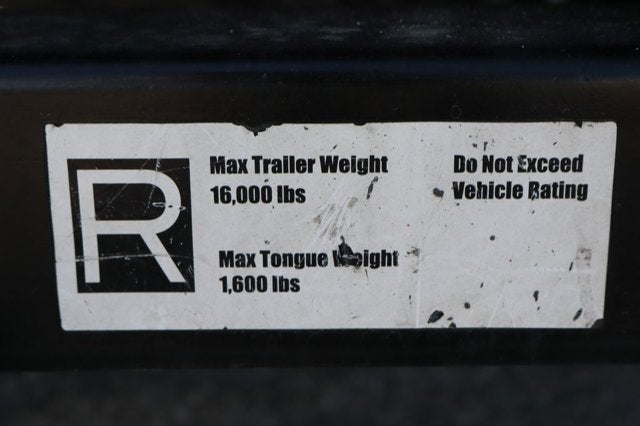 R
Max Trailer Weight
16,000 lbs
Max Tongue Weight
1,600 lbs
Do Not Exceed
Vehicle Rating